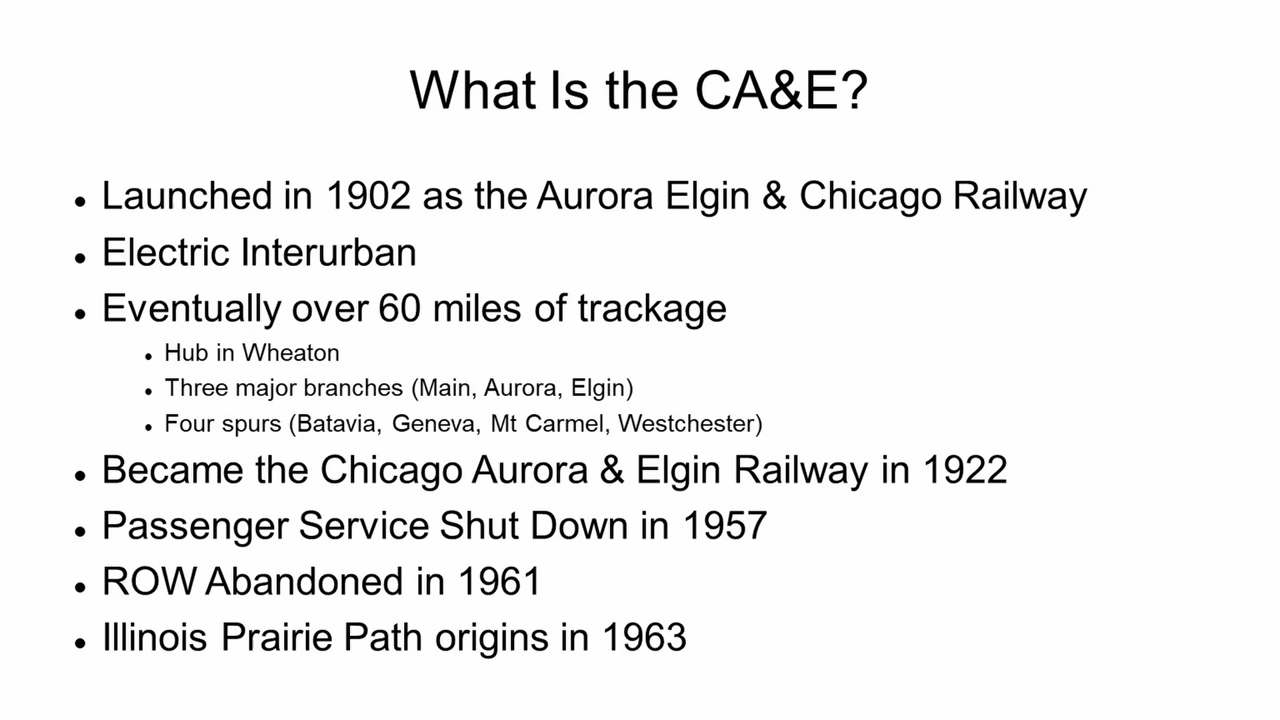 What Is the CA&E?
• Launched in 1902 as the Aurora Elgin & Chicago Railway
• Electric Interurban
• Eventually over 60 miles of trackage
• Hub in Wheaton
• Three major branches (Main, Aurora, Elgin)
• Four spurs (Batavia, Geneva, Mt Carmel, Westchester)
• Became the Chicago Aurora & Elgin Railway in 1922
• Passenger Service Shut Down in 1957
• ROW Abandoned in 1961
• Illinois Prairie Path origins in 1963